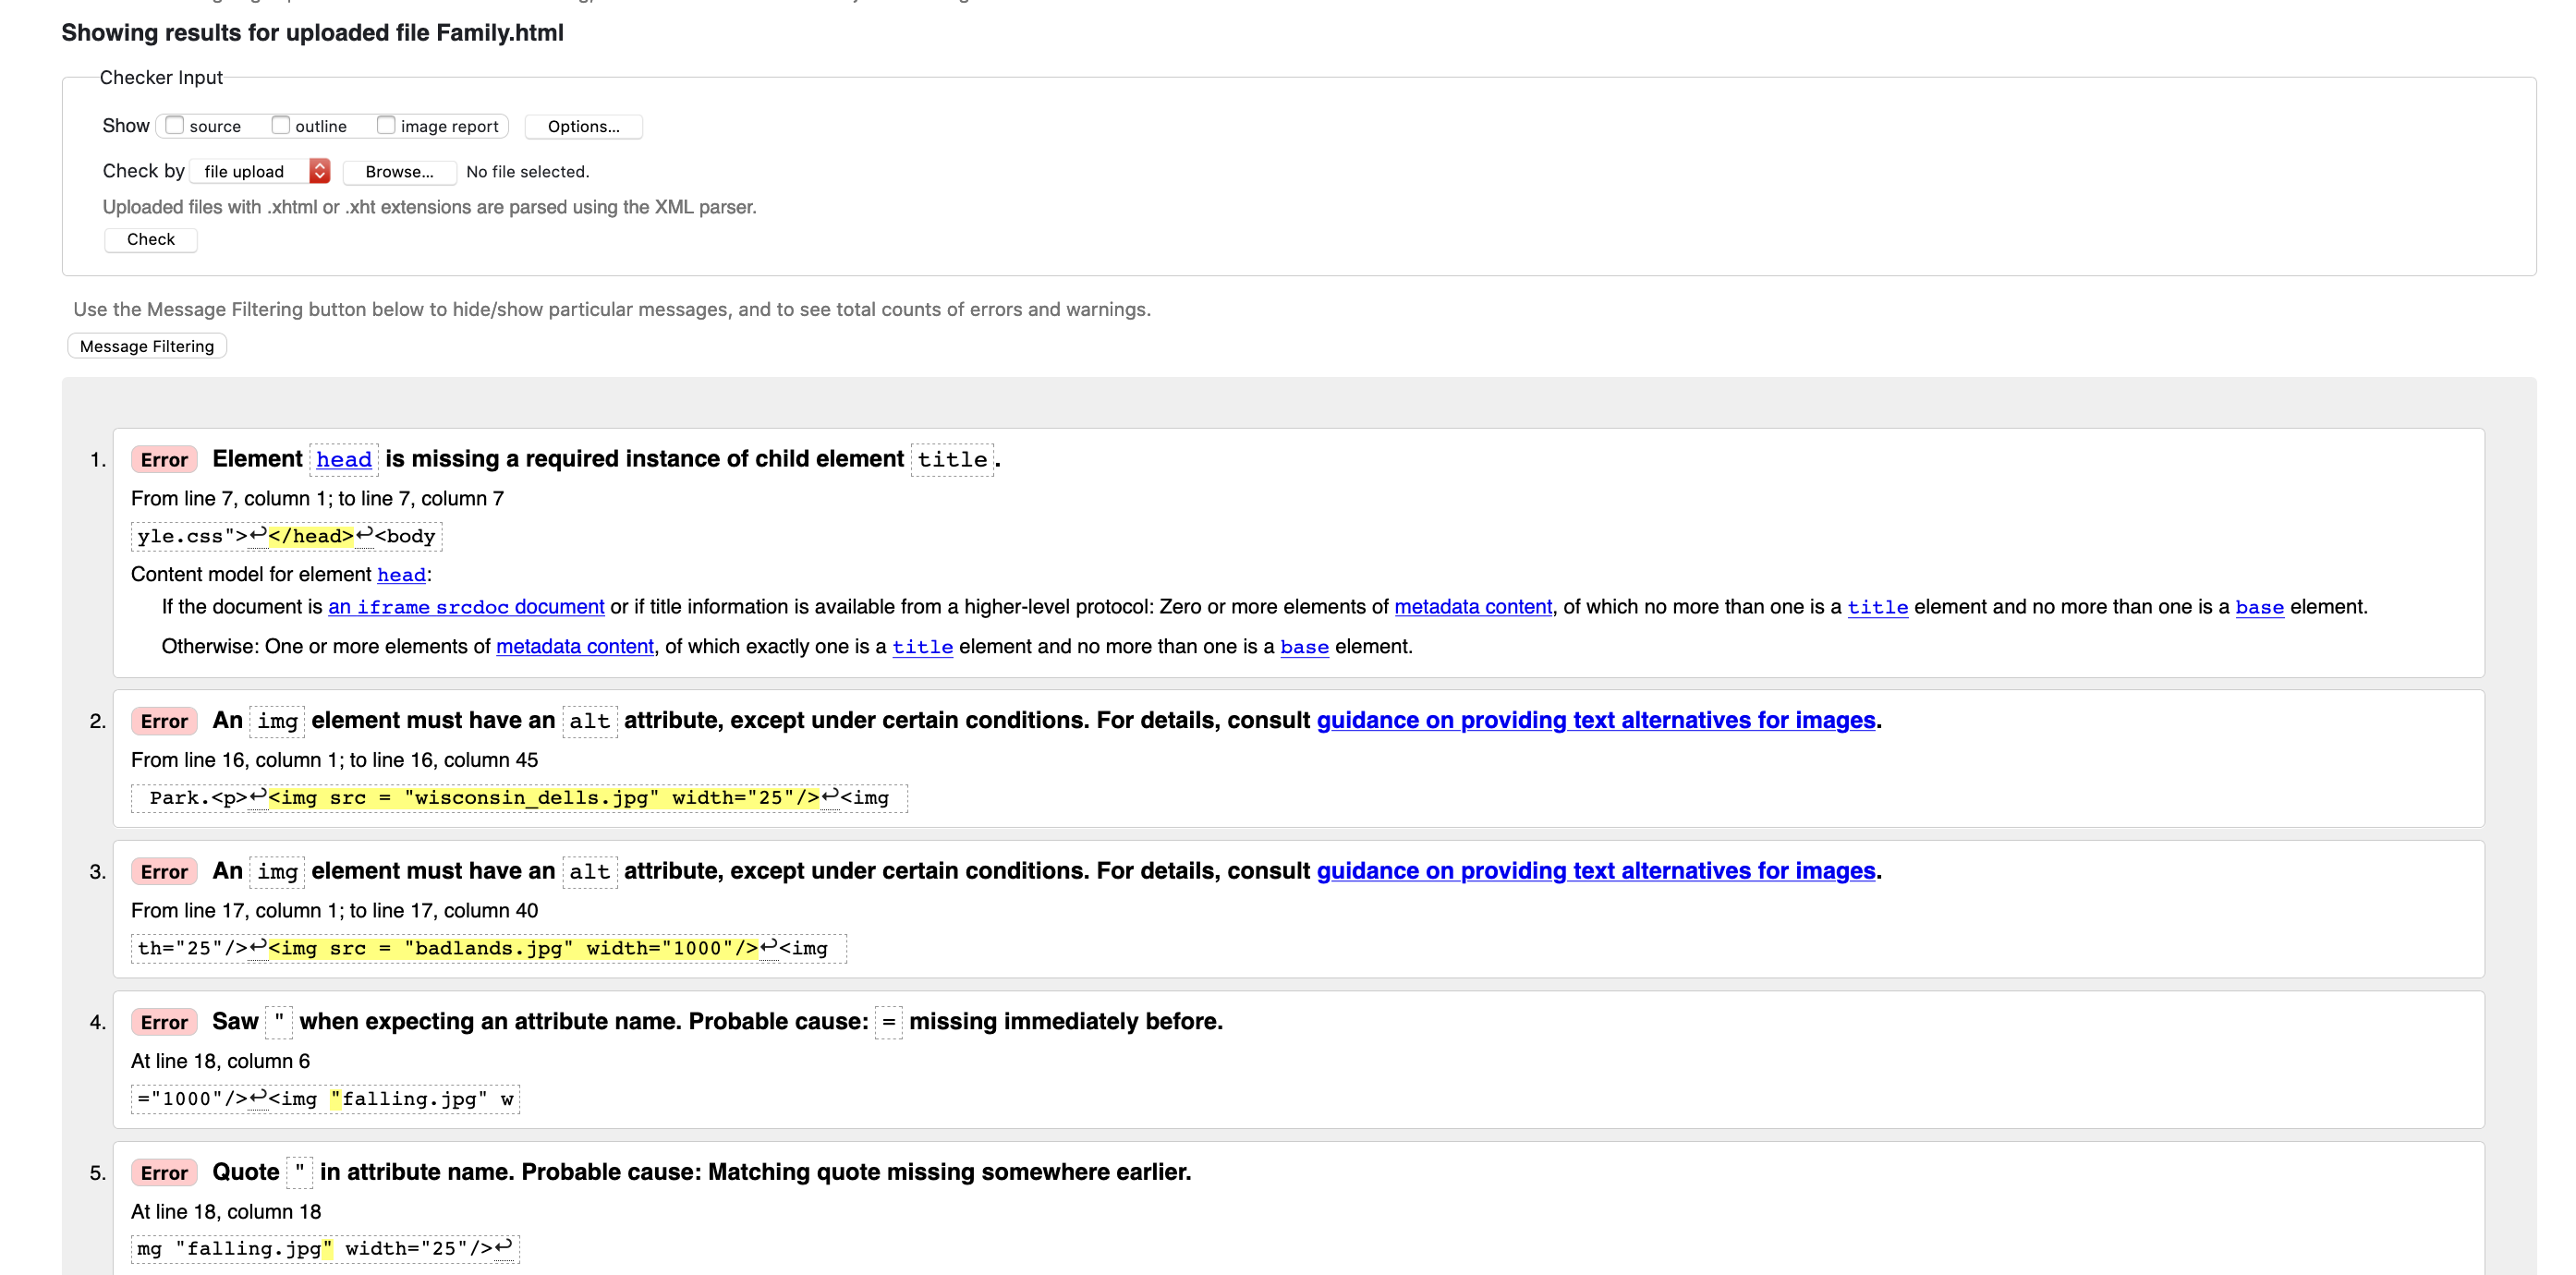 Showing results for uploaded file Family.html
Checker Input
Show source outline image report Options...
Check by file upload Browse... No file selected.
Uploaded files with .xhtml or .xht extensions are parsed using the XML parser.
Check
Use the Message Filtering button below to hide/show particular messages, and to see total counts of errors and warnings.
Message Filtering
1. Error Element head is missing a required instance of child element title.
From line 7, column 1; to line 7, column 7
yle.css">↩</head>↩<body
Content model for element head:
If the document is an iframe srcdoc document or if title information is available from a higher-level protocol: Zero or more elements of metadata content, of which no more than one is a title element and no more than one is a base element.
Otherwise: One or more elements of metadata content, of which exactly one is a title element and no more than one is a base element.
2. Error An img element must have an alt attribute, except under certain conditions. For details, consult guidance on providing text alternatives for images.
From line 16, column 1; to line 16, column 45
Park.<p>↩<img src = "wisconsin_dells.jpg" width="25"/>↩<img
3. Error An img element must have an alt attribute, except under certain conditions. For details, consult guidance on providing text alternatives for images.
From line 17, column 1; to line 17, column 40
th="25"/>↩<img src = "badlands.jpg" width="1000"/>↩<img
4. Error Saw " when expecting an attribute name. Probable cause: = missing immediately before.
At line 18, column 6
="1000"/>↩<img "falling.jpg" w
5. Error Quote " in attribute name. Probable cause: Matching quote missing somewhere earlier.
At line 18, column 18
mg "falling.jpg" width="25"/>↩